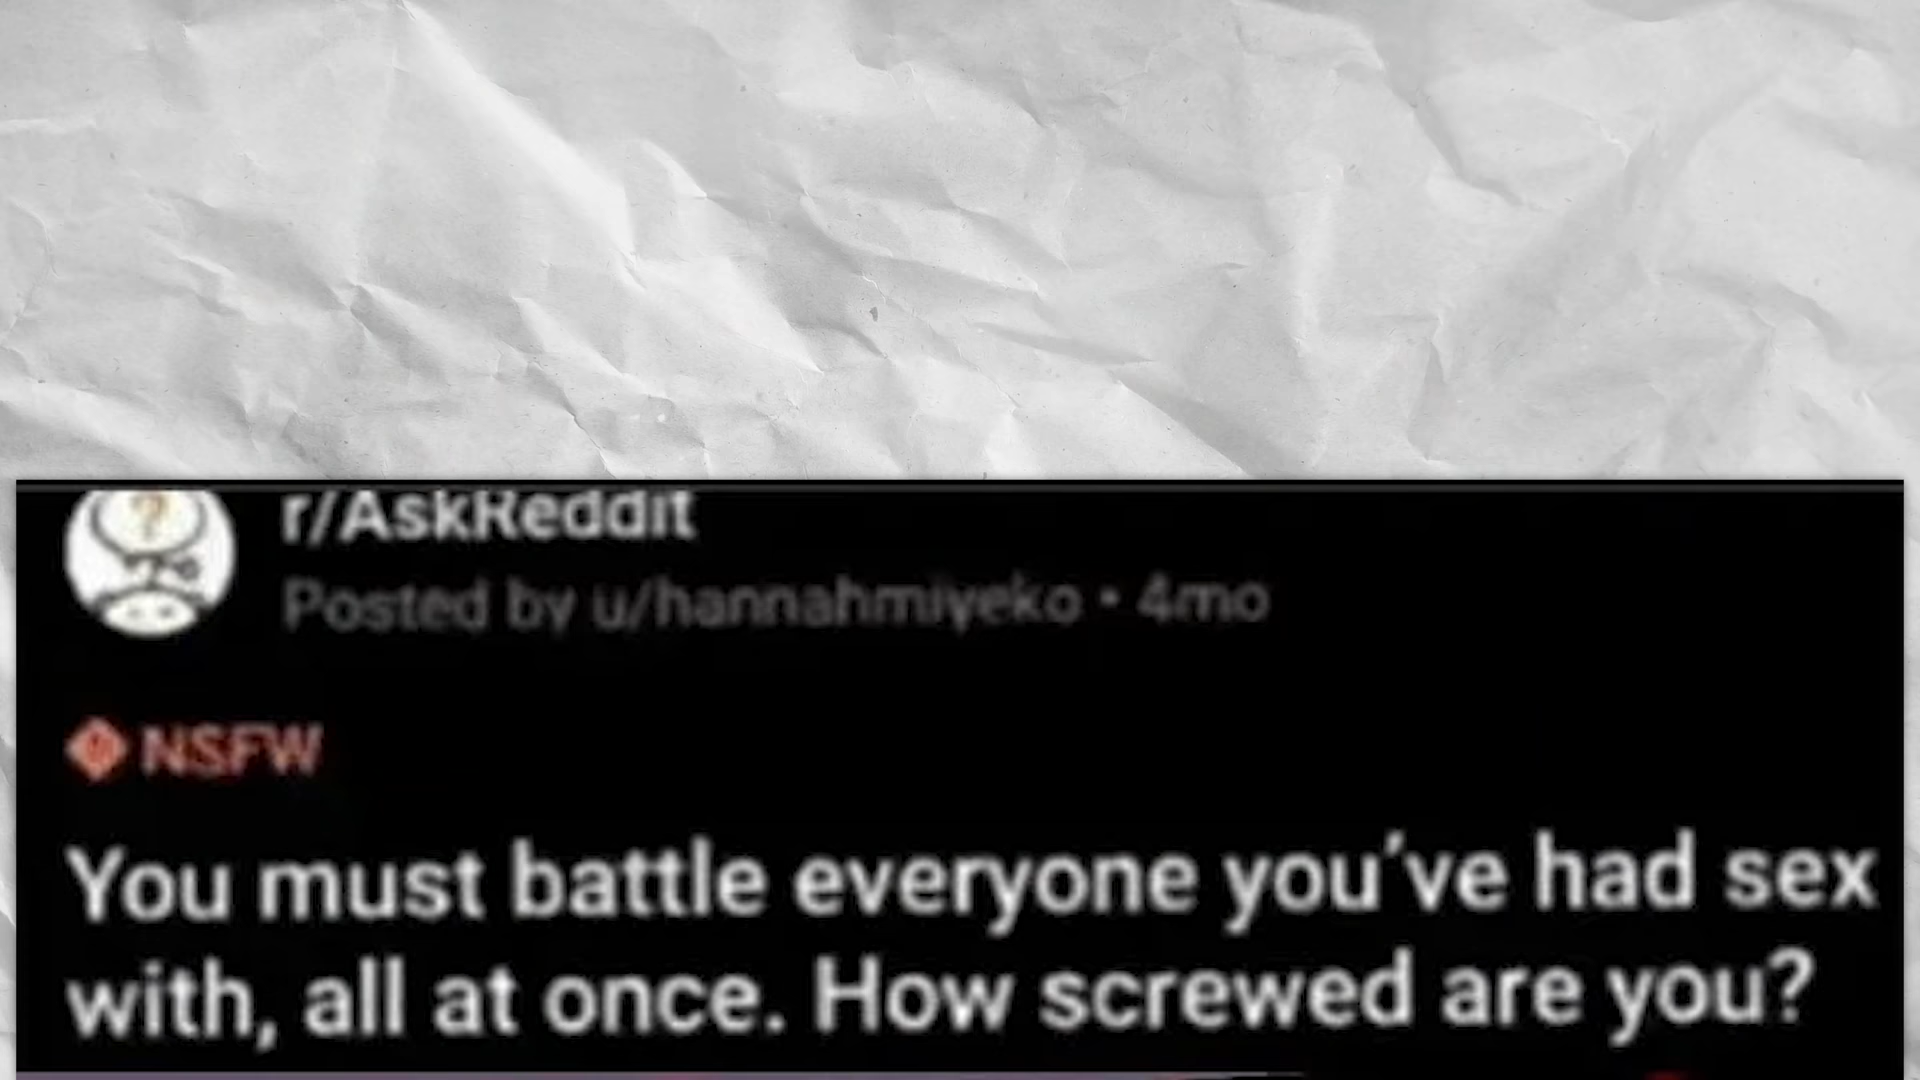 r/AskReddit
Posted by u/hannahmiyeko • 4mo
NSFW
You must battle everyone you've had sex
with, all at once. How screwed are you?